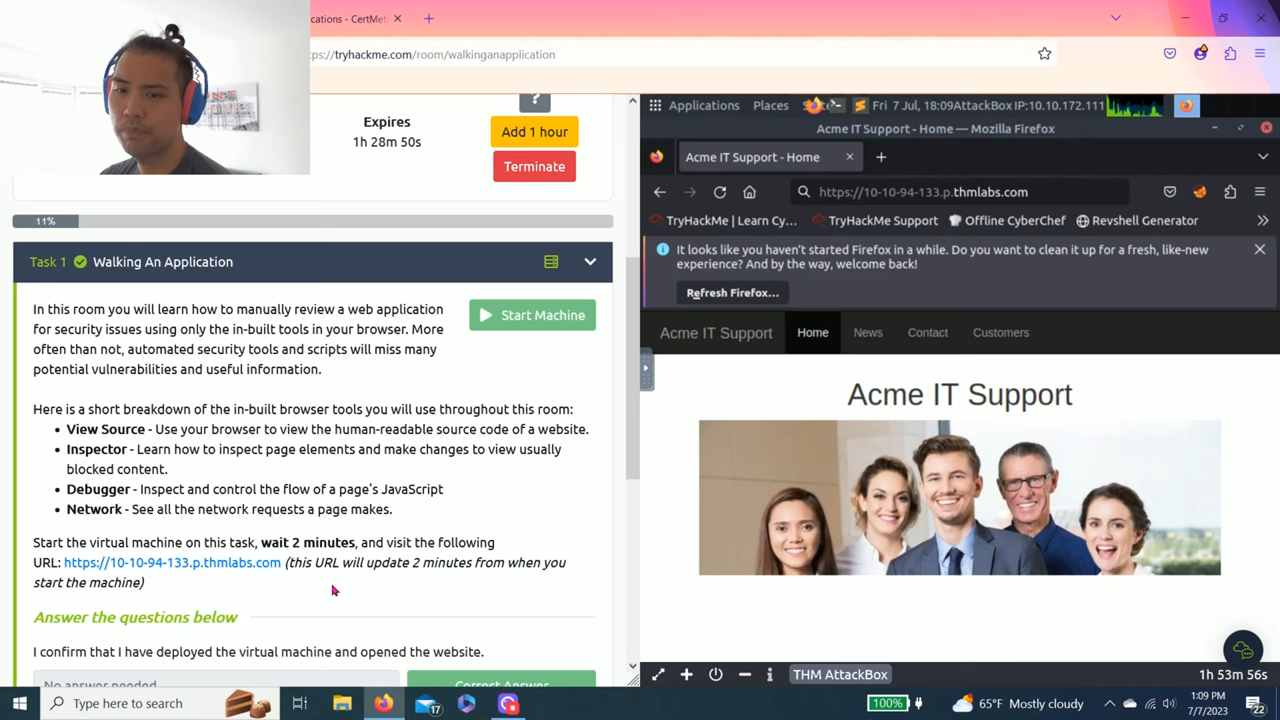 cations - CertMetr
ps://tryhackme.com/room/walkinganapplication
?
Expires
1h 28m 50s
Add 1 hour
Terminate
11%
Task 1 Walking An Application
In this room you will learn how to manually review a web application
for security issues using only the in-built tools in your browser. More
often than not, automated security tools and scripts will miss many
potential vulnerabilities and useful information.
Start Machine
Here is a short breakdown of the in-built browser tools you will use throughout this room:
• View Source - Use your browser to view the human-readable source code of a website.
• Inspector - Learn how to inspect page elements and make changes to view usually
blocked content.
• Debugger - Inspect and control the flow of a page's JavaScript
• Network - See all the network requests a page makes.
Start the virtual machine on this task, wait 2 minutes, and visit the following
URL: https://10-10-94-133.p.thmlabs.com (this URL will update 2 minutes from when you
start the machine)
Answer the questions below
I confirm that I have deployed the virtual machine and opened the website.
No answer needed
Correct Answer
Applications Places Fri 7 Jul, 18:09 AttackBox IP:10.10.172.111
Acme IT Support - Home — Mozilla Firefox
Acme IT Support - Home
https://10-10-94-133.p.thmlabs.com
TryHackMe | Learn Cy... TryHackMe Support Offline CyberChef Revshell Generator
It looks like you haven't started Firefox in a while. Do you want to clean it up for a fresh, like-new
experience? And by the way, welcome back!
Refresh Firefox...
Acme IT Support Home News Contact Customers
Acme IT Support
THM AttackBox
1h 53m 56s
Type here to search
17
100%
65°F Mostly cloudy
1:09 PM
7/7/2023
22